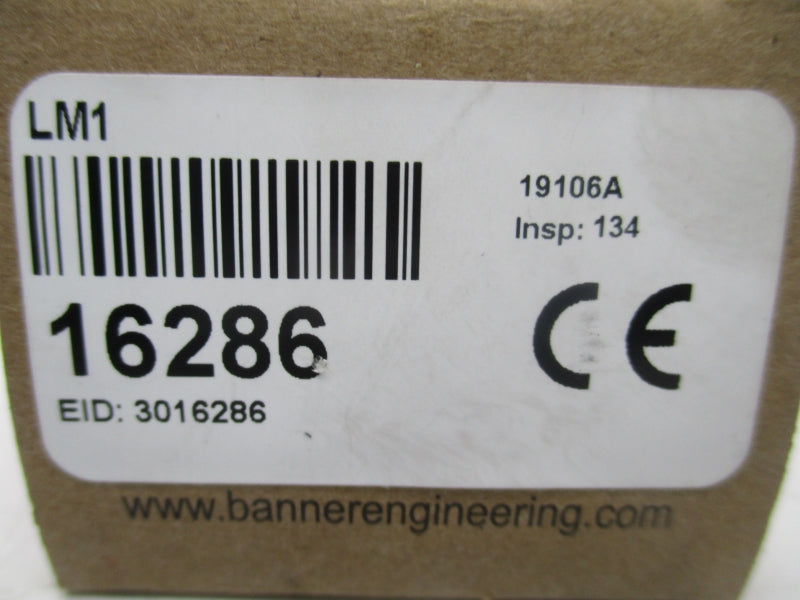 LM1
19106A
Insp: 134
16286
CE
EID: 3016286
www.bannerengineering.com